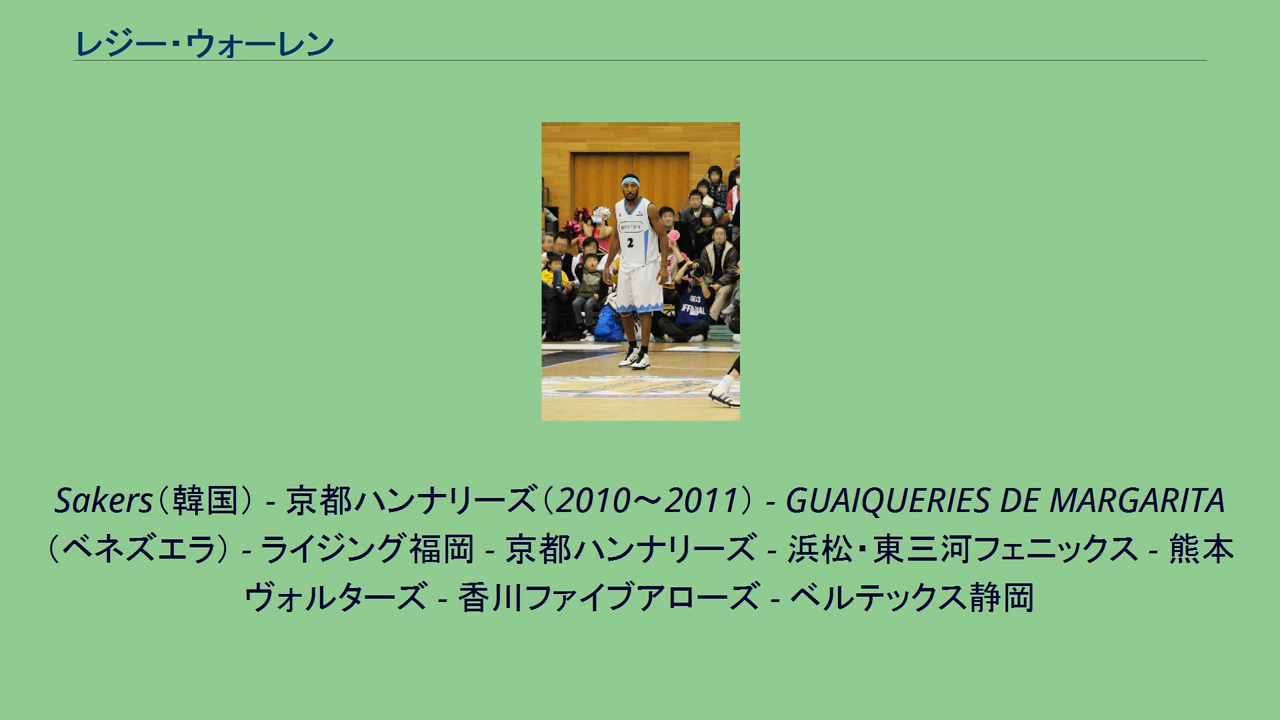 レジー・ウォーレン
2
Sakers（韓国） - 京都ハンナリーズ（2010～2011） - GUAIQUERIES DE MARGARITA
（ベネズエラ） - ライジング福岡 - 京都ハンナリーズ - 浜松・東三河フェニックス - 熊本
ヴォルターズ - 香川ファイブアローズ - ベルテックス静岡